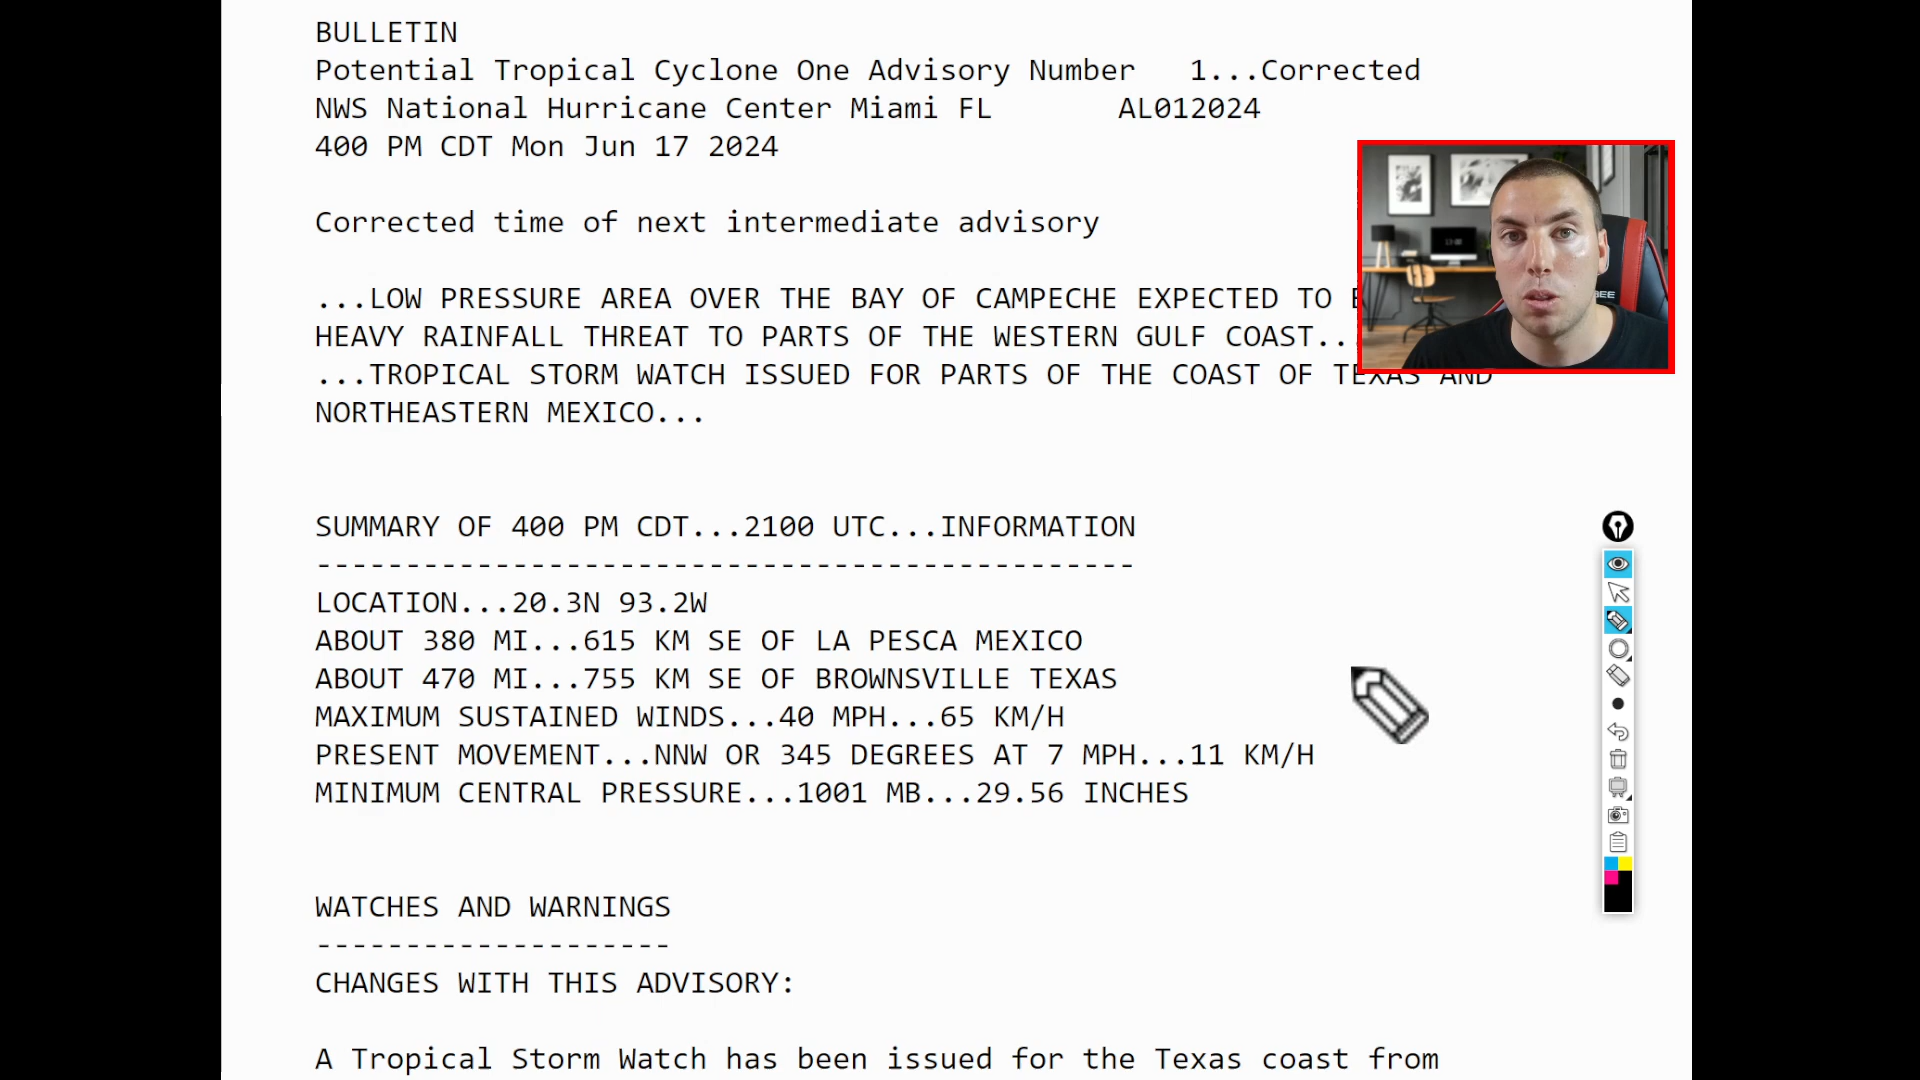 BULLETIN
Potential Tropical Cyclone One Advisory Number   1...Corrected
NWS National Hurricane Center Miami FL       AL012024
400 PM CDT Mon Jun 17 2024
Corrected time of next intermediate advisory
...LOW PRESSURE AREA OVER THE BAY OF CAMPECHE EXPECTED TO
HEAVY RAINFALL THREAT TO PARTS OF THE WESTERN GULF COAST...
...TROPICAL STORM WATCH ISSUED FOR PARTS OF THE COAST OF TEXAS AND
NORTHEASTERN MEXICO...
SUMMARY OF 400 PM CDT...2100 UTC...INFORMATION
----------------------------------------------
LOCATION...20.3N 93.2W
ABOUT 380 MI...615 KM SE OF LA PESCA MEXICO
ABOUT 470 MI...755 KM SE OF BROWNSVILLE TEXAS
MAXIMUM SUSTAINED WINDS...40 MPH...65 KM/H
PRESENT MOVEMENT...NNW OR 345 DEGREES AT 7 MPH...11 KM/H
MINIMUM CENTRAL PRESSURE...1001 MB...29.56 INCHES
WATCHES AND WARNINGS
--------------------
CHANGES WITH THIS ADVISORY:
A Tropical Storm Watch has been issued for the Texas coast from